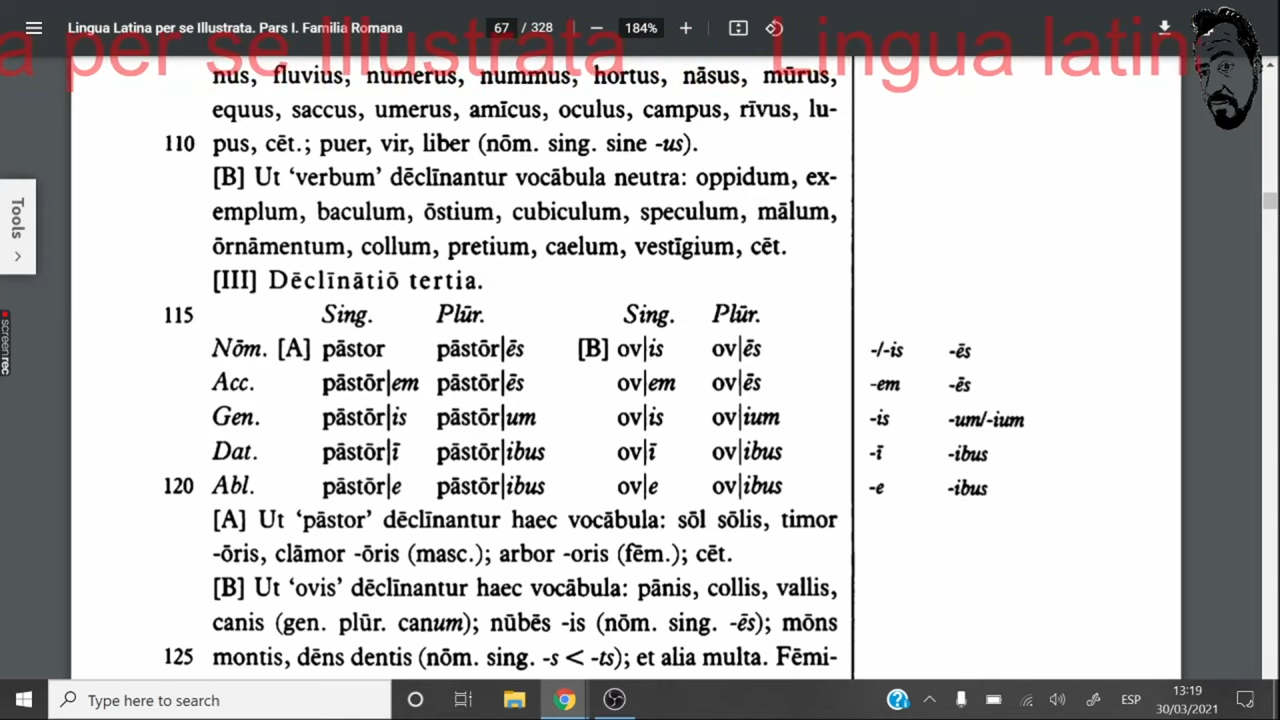 Lingua Latina per se Illustrata. Pars I. Familia Romana
67 / 328
184%
a per se Illustrata Lingua latin
nus, fluvius, numerus, nummus, hortus, nāsus, mūrus,
equus, saccus, umerus, amīcus, oculus, campus, rīvus, lu-
110 pus, cēt.; puer, vir, liber (nōm. sing. sine -us).
[B] Ut ‘verbum’ dēclīnantur vocābula neutra: oppidum, ex-
emplum, baculum, ōstium, cubiculum, speculum, mālum,
ōrnāmentum, collum, pretium, caelum, vestīgium, cēt.
[III] Dēclīnātiō tertia.
115 Sing. Plūr. Sing. Plūr.
Nōm. [A] pāstor pāstōr|ēs [B] ov|is ov|ēs -/-is -ēs
Acc. pāstōr|em pāstōr|ēs ov|em ov|ēs -em -ēs
Gen. pāstōr|is pāstōr|um ov|is ov|ium -is -um/-ium
Dat. pāstōr|ī pāstōr|ibus ov|ī ov|ibus -ī -ibus
120 Abl. pāstōr|e pāstōr|ibus ov|e ov|ibus -e -ibus
[A] Ut ‘pāstor’ dēclīnantur haec vocābula: sōl sōlis, timor
-ōris, clāmor -ōris (masc.); arbor -oris (fēm.); cēt.
[B] Ut ‘ovis’ dēclīnantur haec vocābula: pānis, collis, vallis,
canis (gen. plūr. canum); nūbēs -is (nōm. sing. -ēs); mōns
125 montis, dēns dentis (nōm. sing. -s < -ts); et alia multa. Fēmi-
Tools
screenrec
Type here to search
ESP
13:19
30/03/2021